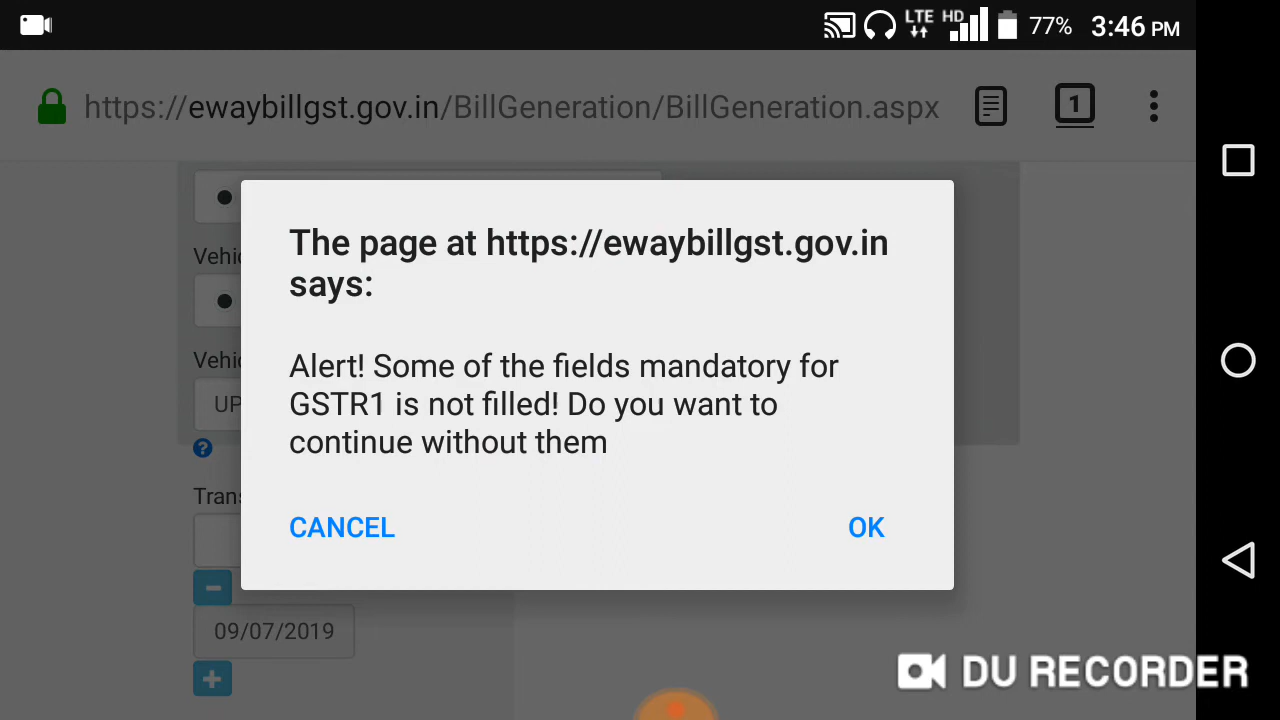 LTE HD 77% 3:46 PM
https://ewaybillgst.gov.in/BillGeneration/BillGeneration.aspx
1
The page at https://ewaybillgst.gov.in
says:
Vehic
Alert! Some of the fields mandatory for
Vehic
GSTR1 is not filled! Do you want to
UP
continue without them
?
Trans
CANCEL OK
09/07/2019
DU RECORDER